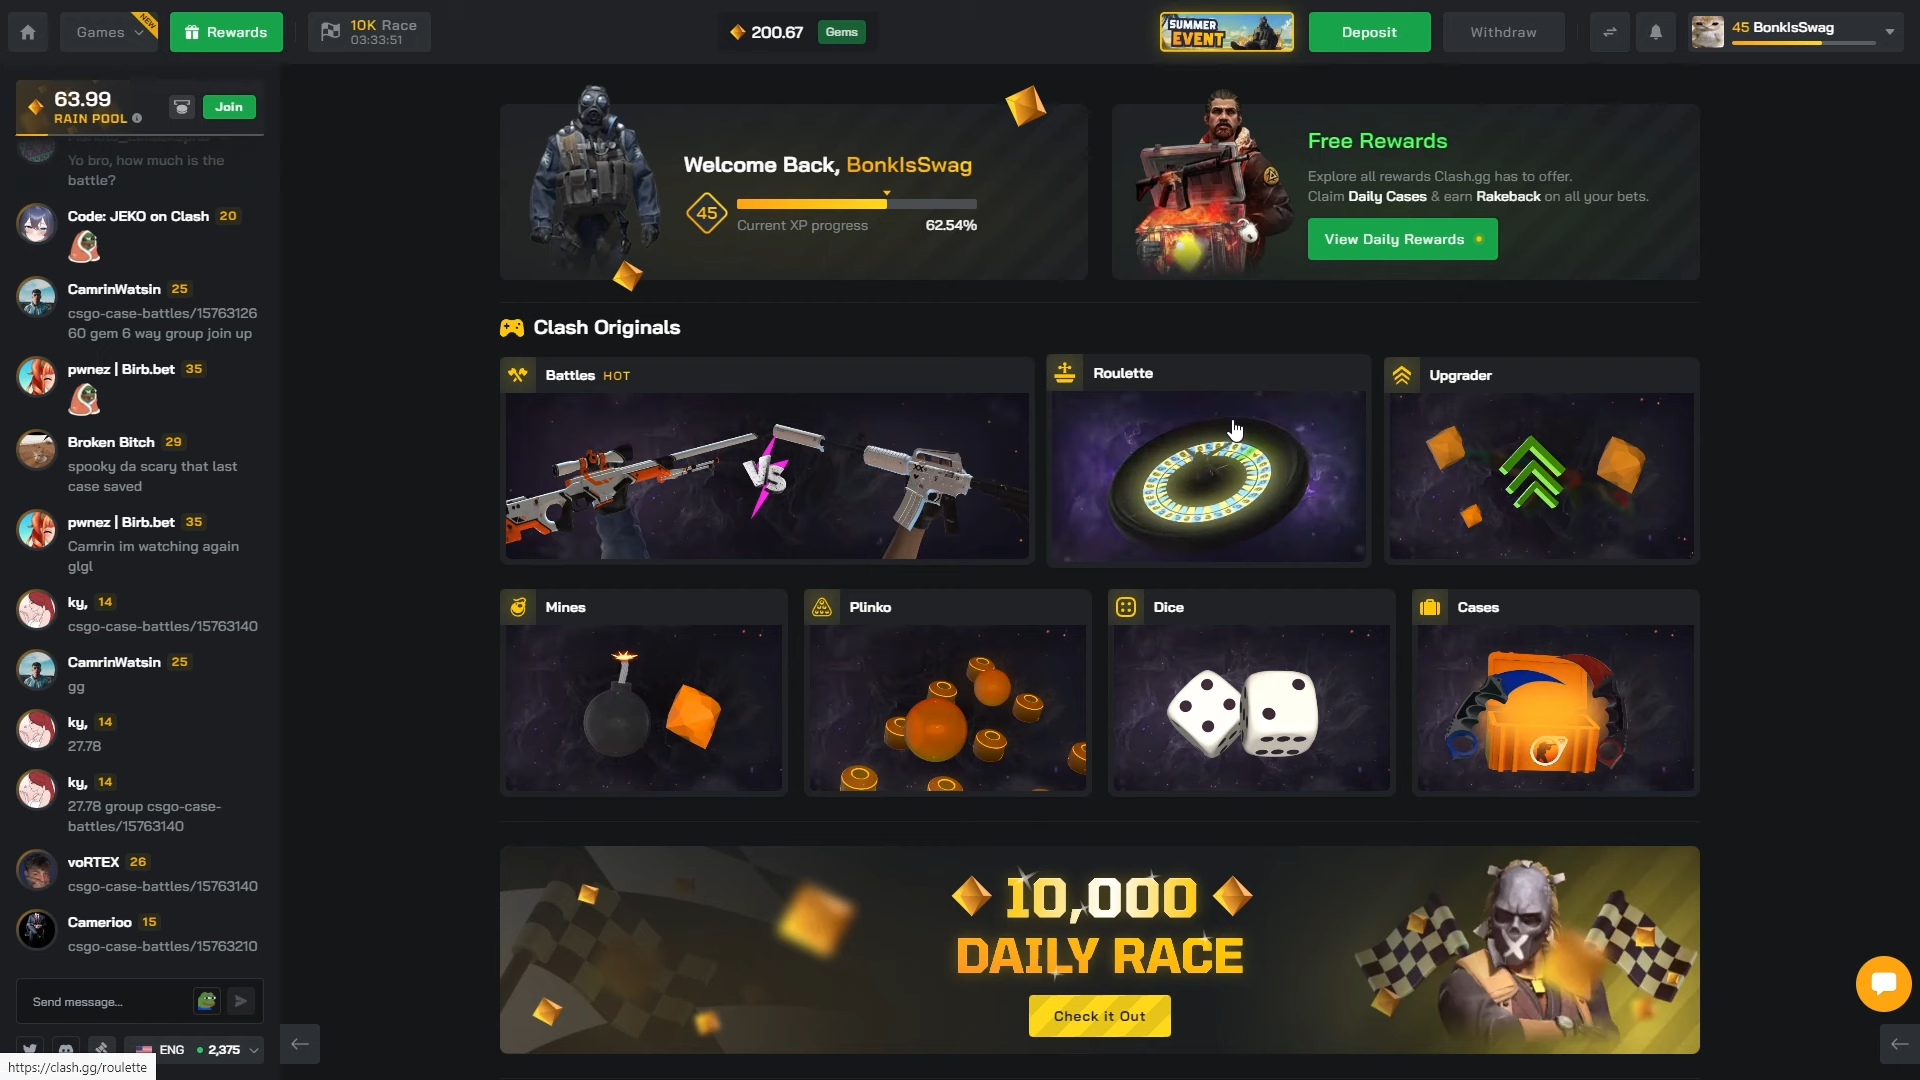 Games
NEW
Rewards
10K Race
03:33:51
200.67
Gems
SUMMER
EVENT
Deposit
Withdraw
45 BonkIsSwag
63.99
RAIN POOL
Join
Yo bro, how much is the
battle?
Code: JEKO on Clash 20
CamrinWatsin 25
csgo-case-battles/15763126
60 gem 6 way group join up
pwnez | Birb.bet 35
Broken Bitch 29
spooky da scary that last
case saved
pwnez | Birb.bet 35
Camrin im watching again
glgl
ky, 14
csgo-case-battles/15763140
CamrinWatsin 25
gg
ky, 14
27.78
ky, 14
27.78 group csgo-case-
battles/15763140
voRTEX 26
csgo-case-battles/15763140
Camerioo 15
csgo-case-battles/15763210
Send message...
ENG
2,375
https://clash.gg/roulette
Welcome Back, BonkIsSwag
45
Current XP progress
62.54%
Free Rewards
Explore all rewards Clash.gg has to offer.
Claim Daily Cases & earn Rakeback on all your bets.
View Daily Rewards
Clash Originals
Battles HOT
VS
Roulette
Upgrader
Mines
Plinko
Dice
Cases
10,000
DAILY RACE
Check it Out